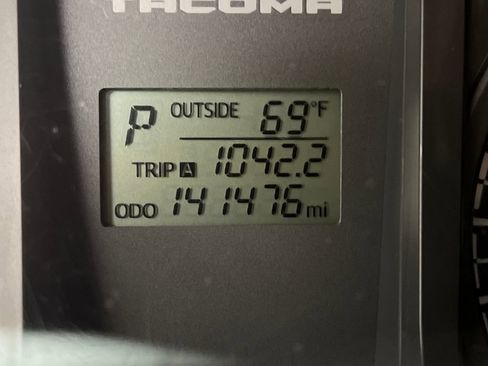 TACOMA
P OUTSIDE 69°F
TRIP A 1042.2
ODO 141476 mi